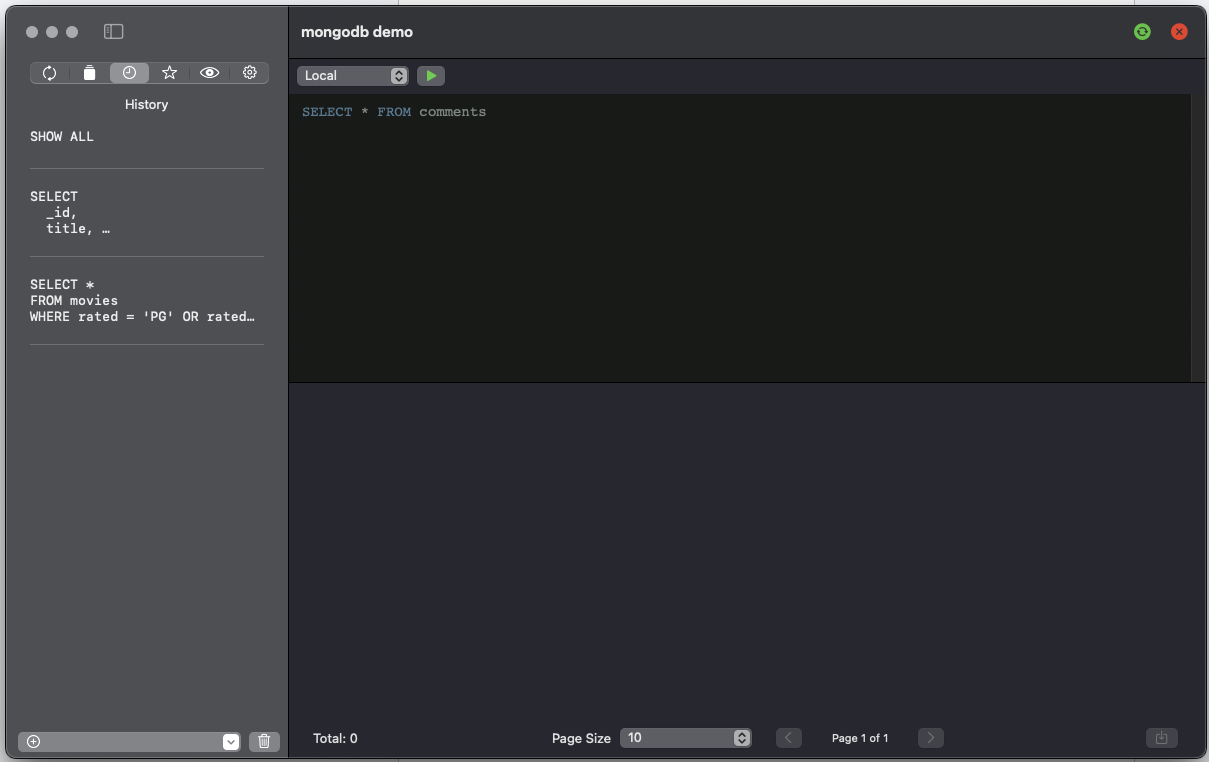 mongodb demo
Local
History
SELECT * FROM comments
SHOW ALL
SELECT
_id,
title, …
SELECT *
FROM movies
WHERE rated = 'PG' OR rated…
Total: 0
Page Size
10
Page 1 of 1